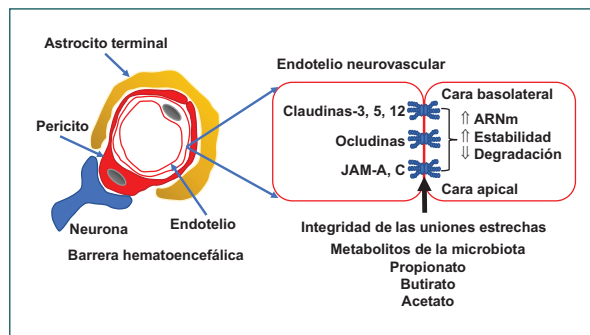 Astrocito terminal
Pericito
Neurona
Endotelio
Barrera hematoencefálica
Endotelio neurovascular
Claudinas-3, 5, 12
Ocludinas
JAM-A, C
Cara basolateral
⇑ ARNm
⇑ Estabilidad
⇓ Degradación
Cara apical
Integridad de las uniones estrechas
Metabolitos de la microbiota
Propionato
Butirato
Acetato